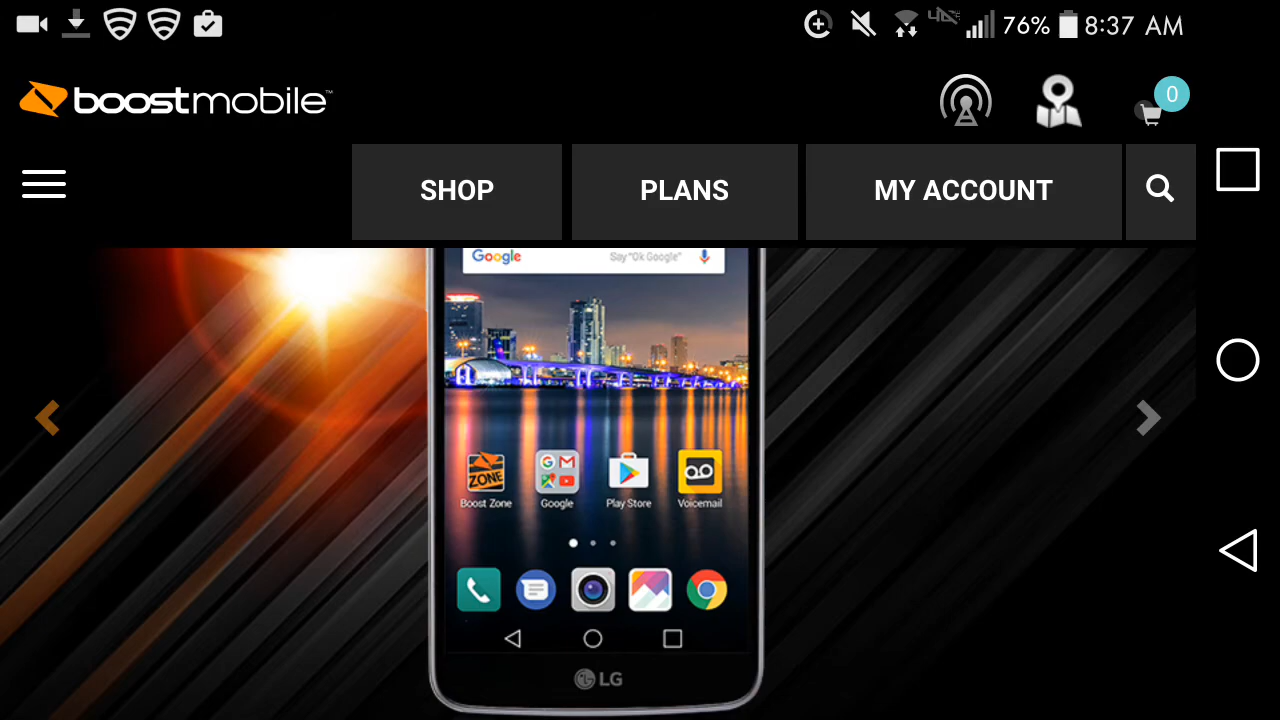 76% 8:37 AM
boostmobile™
0
SHOP
PLANS
MY ACCOUNT
Google Say "Ok Google"
ZONE
Boost Zone Google Play Store Voicemail
LG